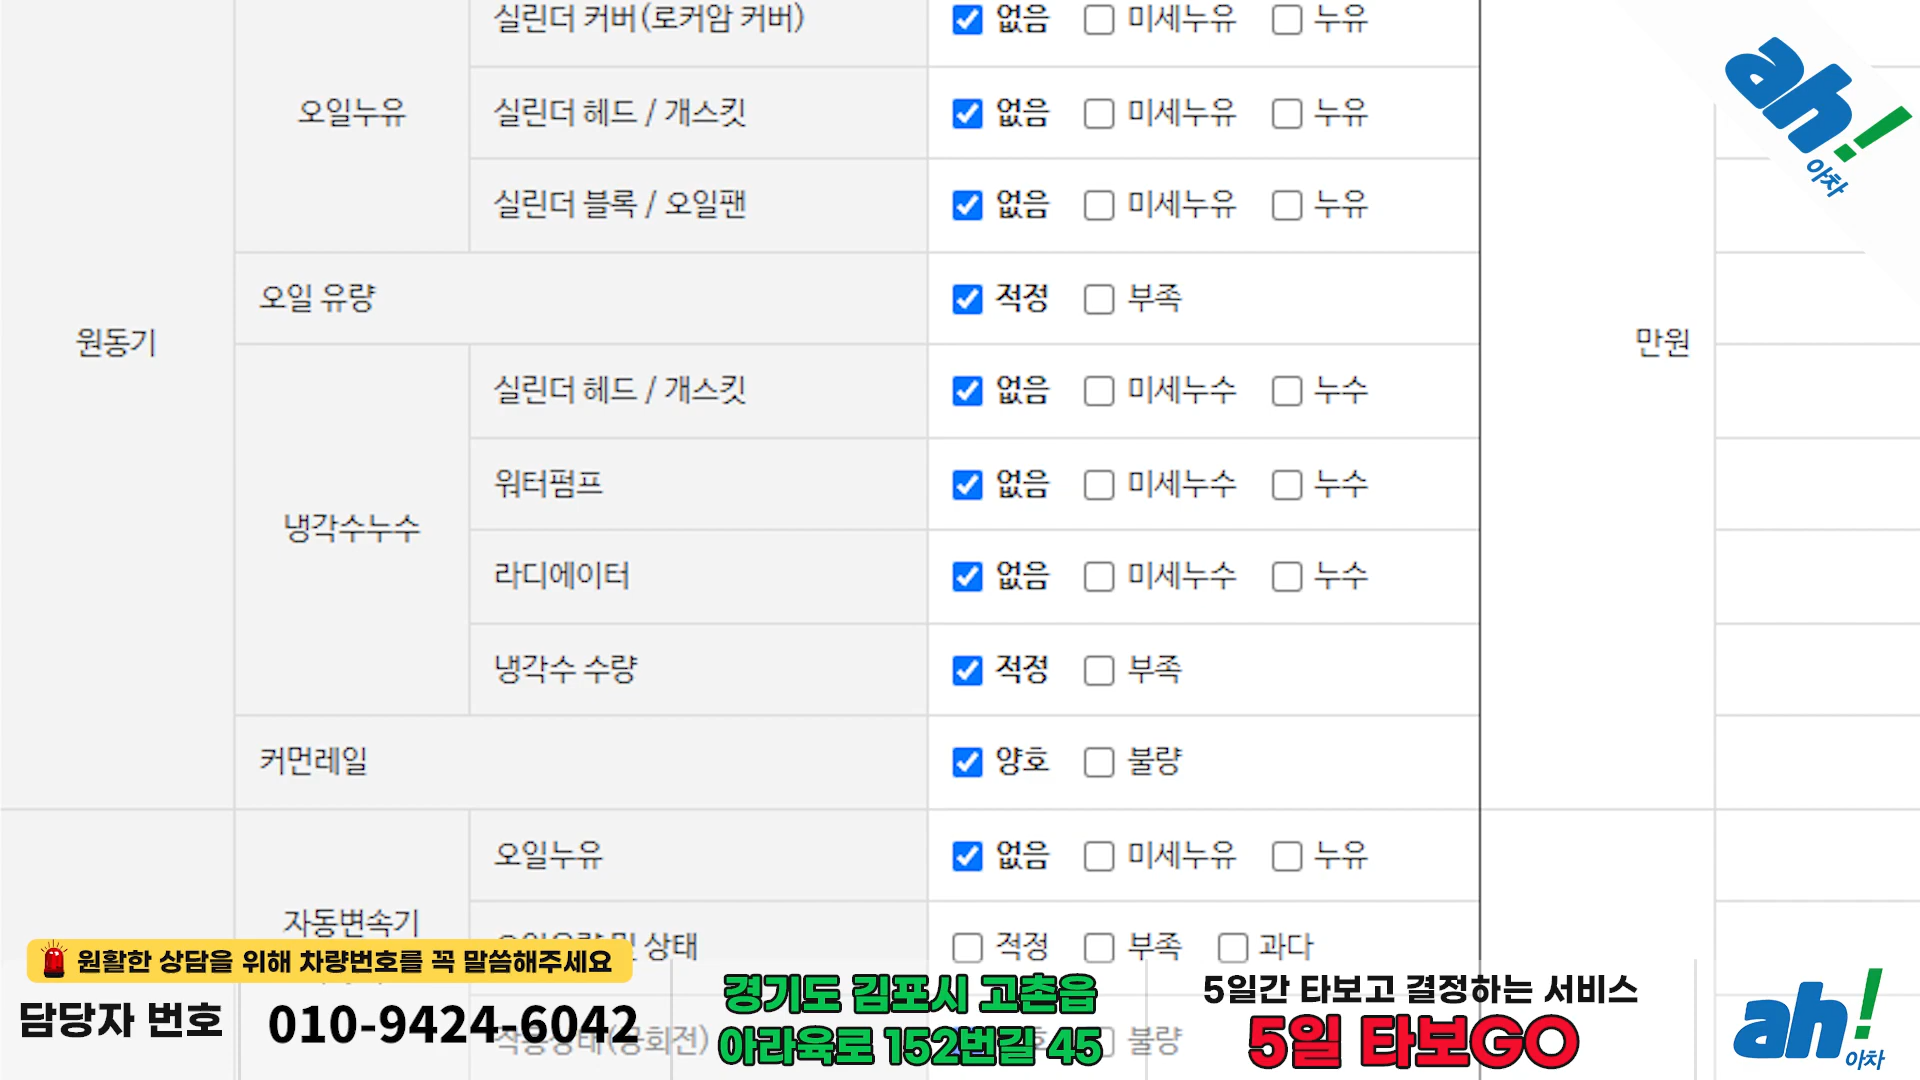 실린더 커버(로커암 커버) 없음 미세누유 누유
오일누유
실린더 헤드 / 개스킷 없음 미세누유 누유
실린더 블록 / 오일팬 없음 미세누유 누유
오일 유량 적정 부족
원동기
만원
실린더 헤드 / 개스킷 없음 미세누수 누수
워터펌프 없음 미세누수 누수
냉각수누수
라디에이터 없음 미세누수 누수
냉각수 수량 적정 부족
커먼레일 양호 불량
오일누유 없음 미세누유 누유
자동변속기
상태 적정 부족 과다
작동상태(공회전) 불량
ah!
아차
원활한 상담을 위해 차량번호를 꼭 말씀해주세요
담당자 번호
010-9424-6042
경기도 김포시 고촌읍
아라육로 152번길 45
5일간 타보고 결정하는 서비스
5일 타보GO
ah!
아차